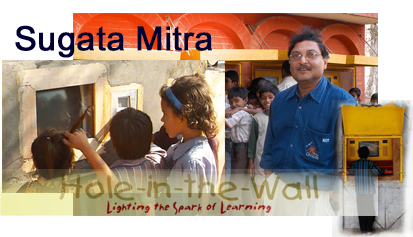 Sugata Mitra
Hole-in-the-Wall
Lighting the Spark of Learning